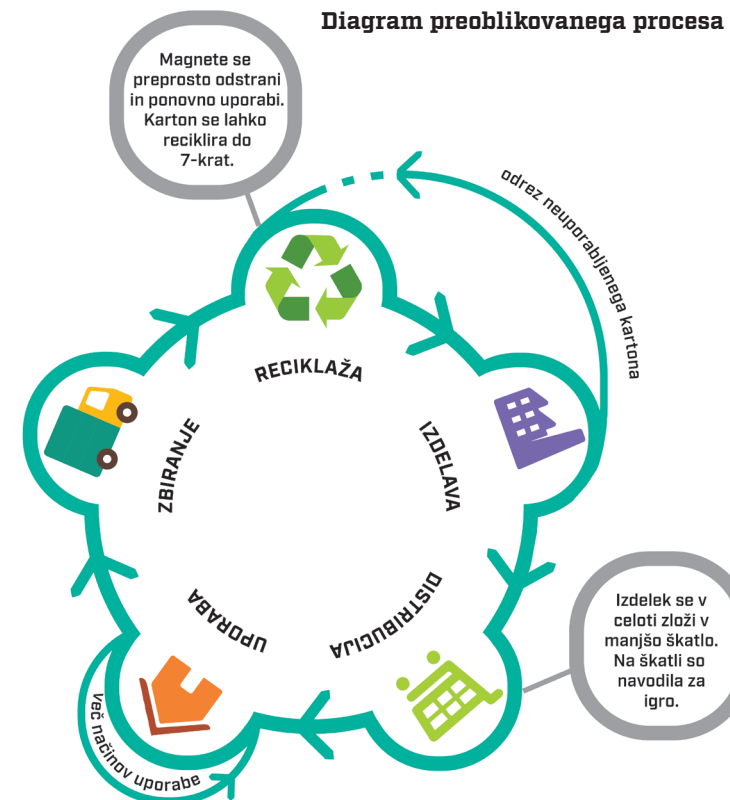 Diagram preoblikovanega procesa
Magnete se
preprosto odstrani
in ponovno uporabi.
Karton se lahko
reciklira do
7-krat.
odrez neuporabljenega kartona
RECIKLAŽA
IZDELAVA
ZBIRANJE
DISTRIBUCIJA
UPORABA
Izdelek se v
celoti zloži v
manjšo škatlo.
Na škatli so
navodila za
igro.
več načinov uporabe